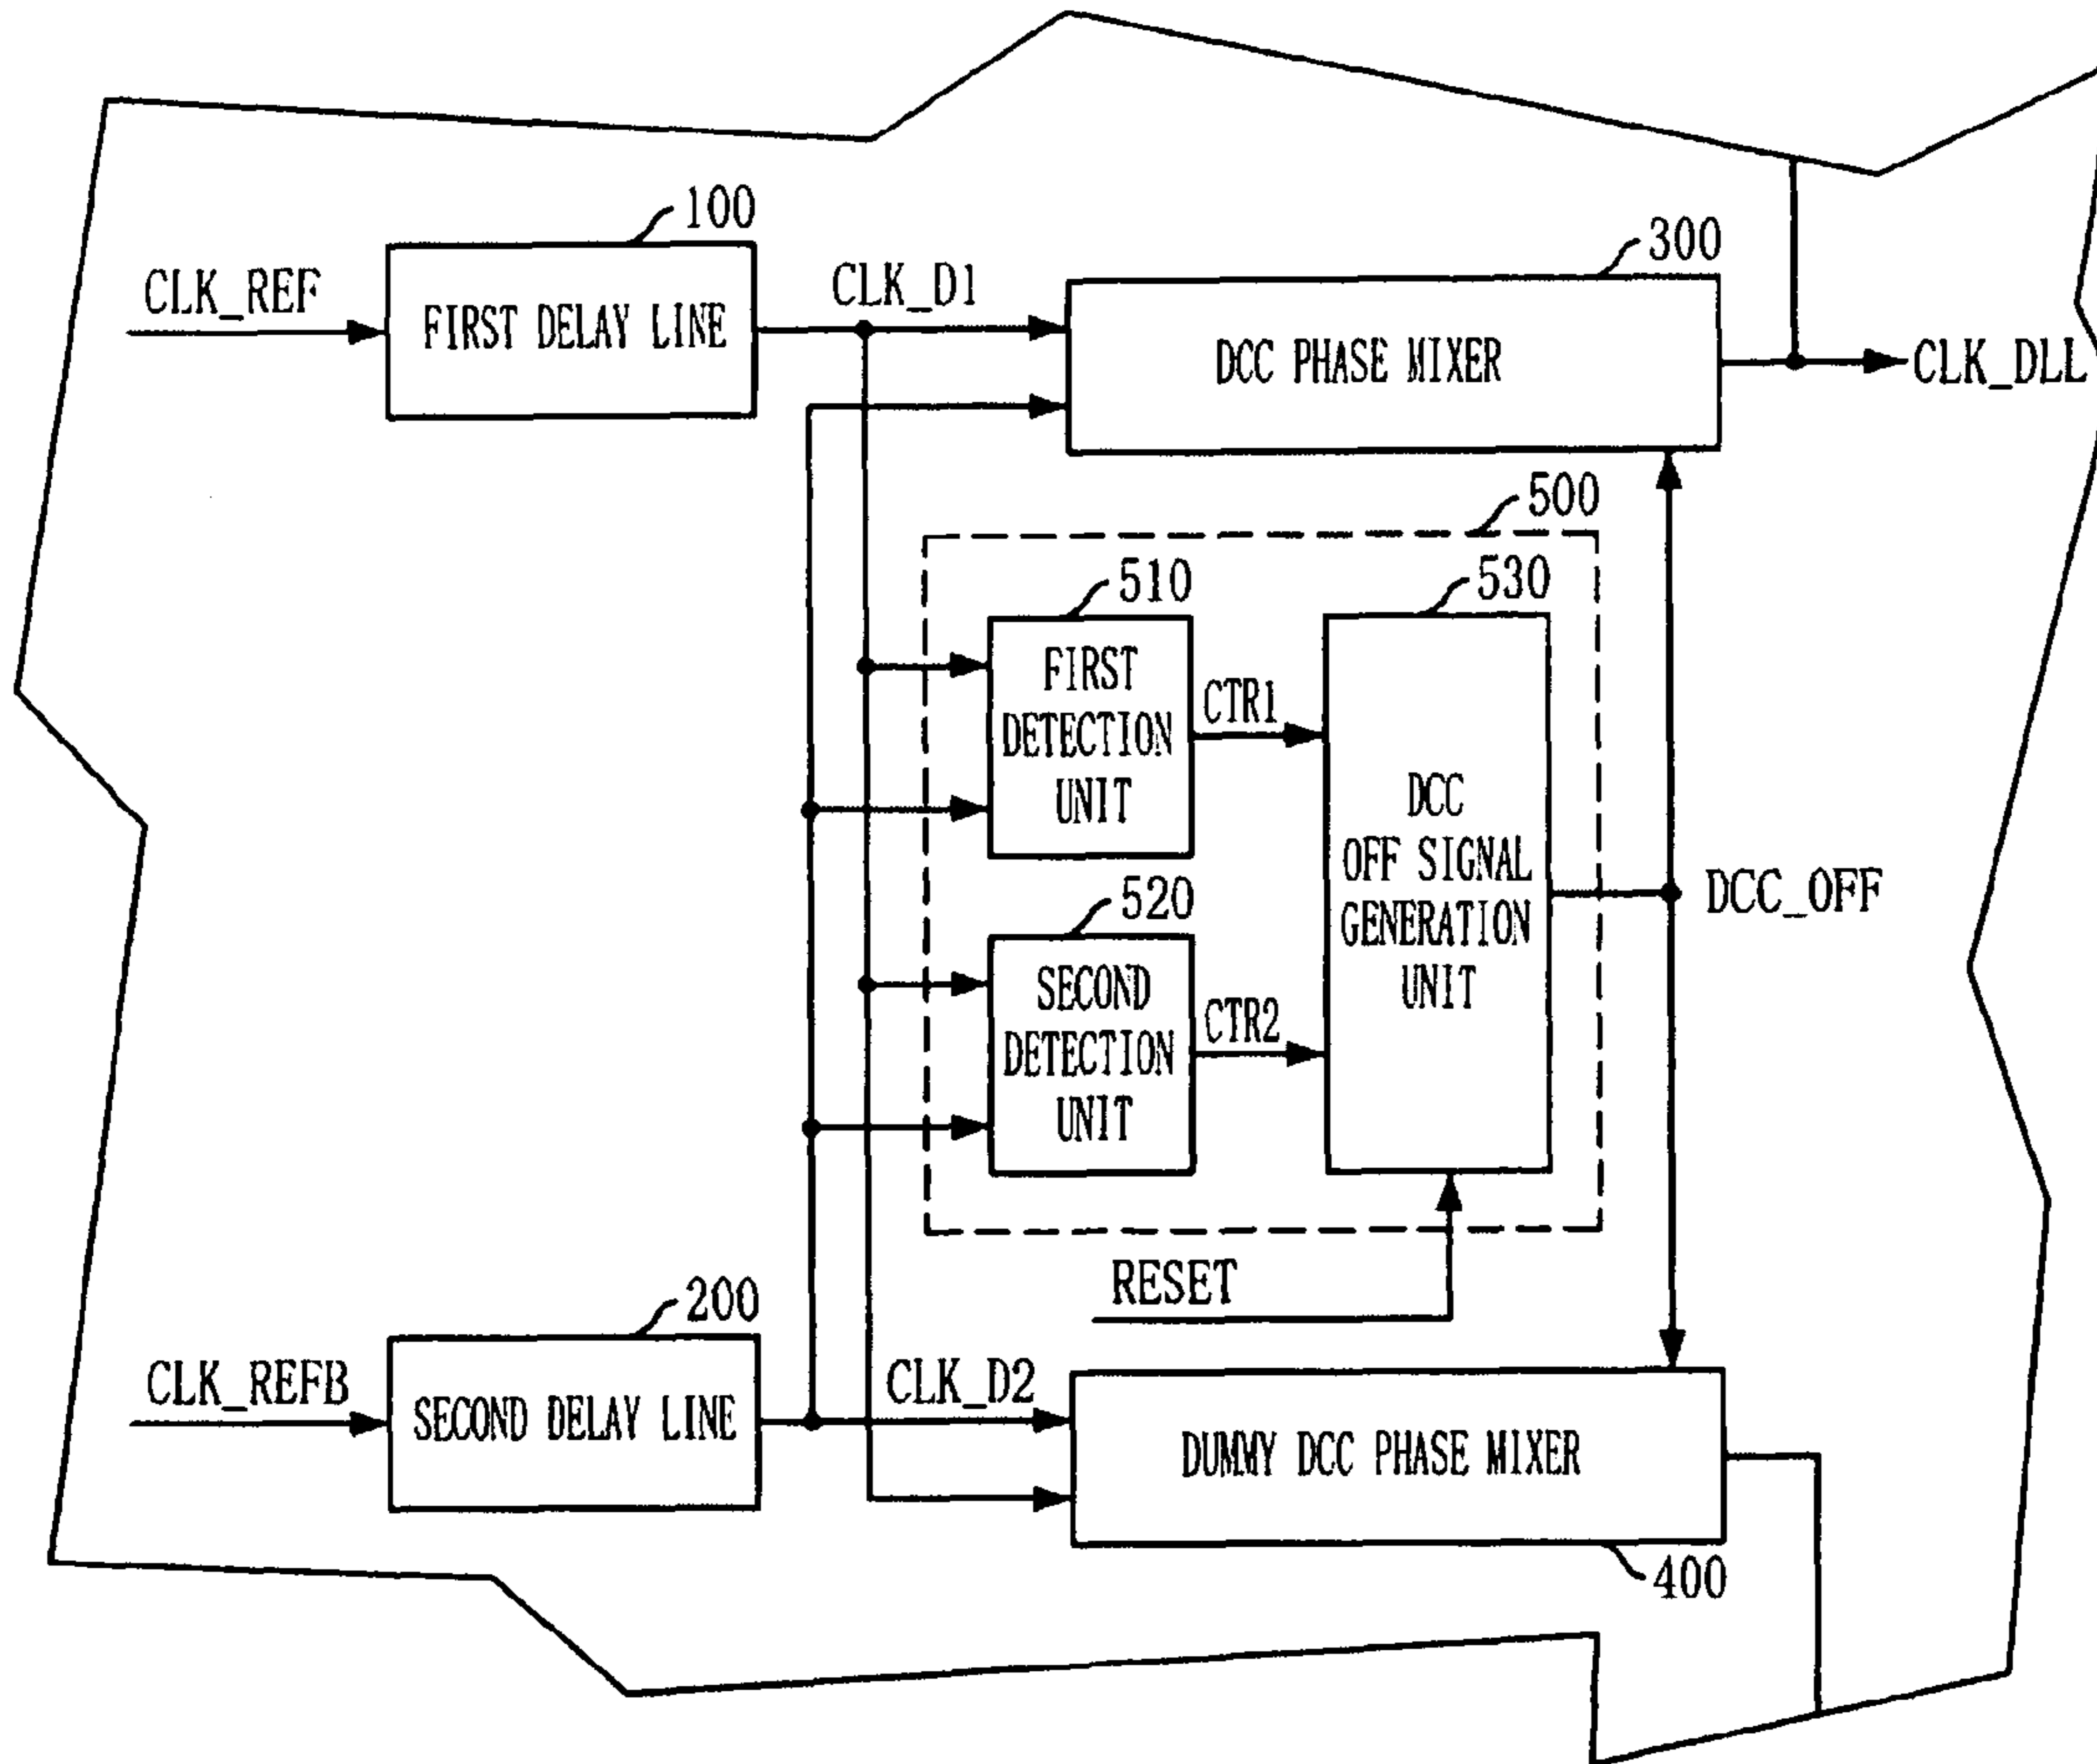 100
CLK_REF
FIRST DELAY LINE
CLK_D1
300
DCC PHASE MIXER
CLK_DLL
500
510
FIRST
DETECTION
UNIT
CTR1
530
DCC
OFF SIGNAL
GENERATION
UNIT
DCC_OFF
520
SECOND
DETECTION
UNIT
CTR2
RESET
200
CLK_REFB
SECOND DELAY LINE
CLK_D2
DUMMY DCC PHASE MIXER
400